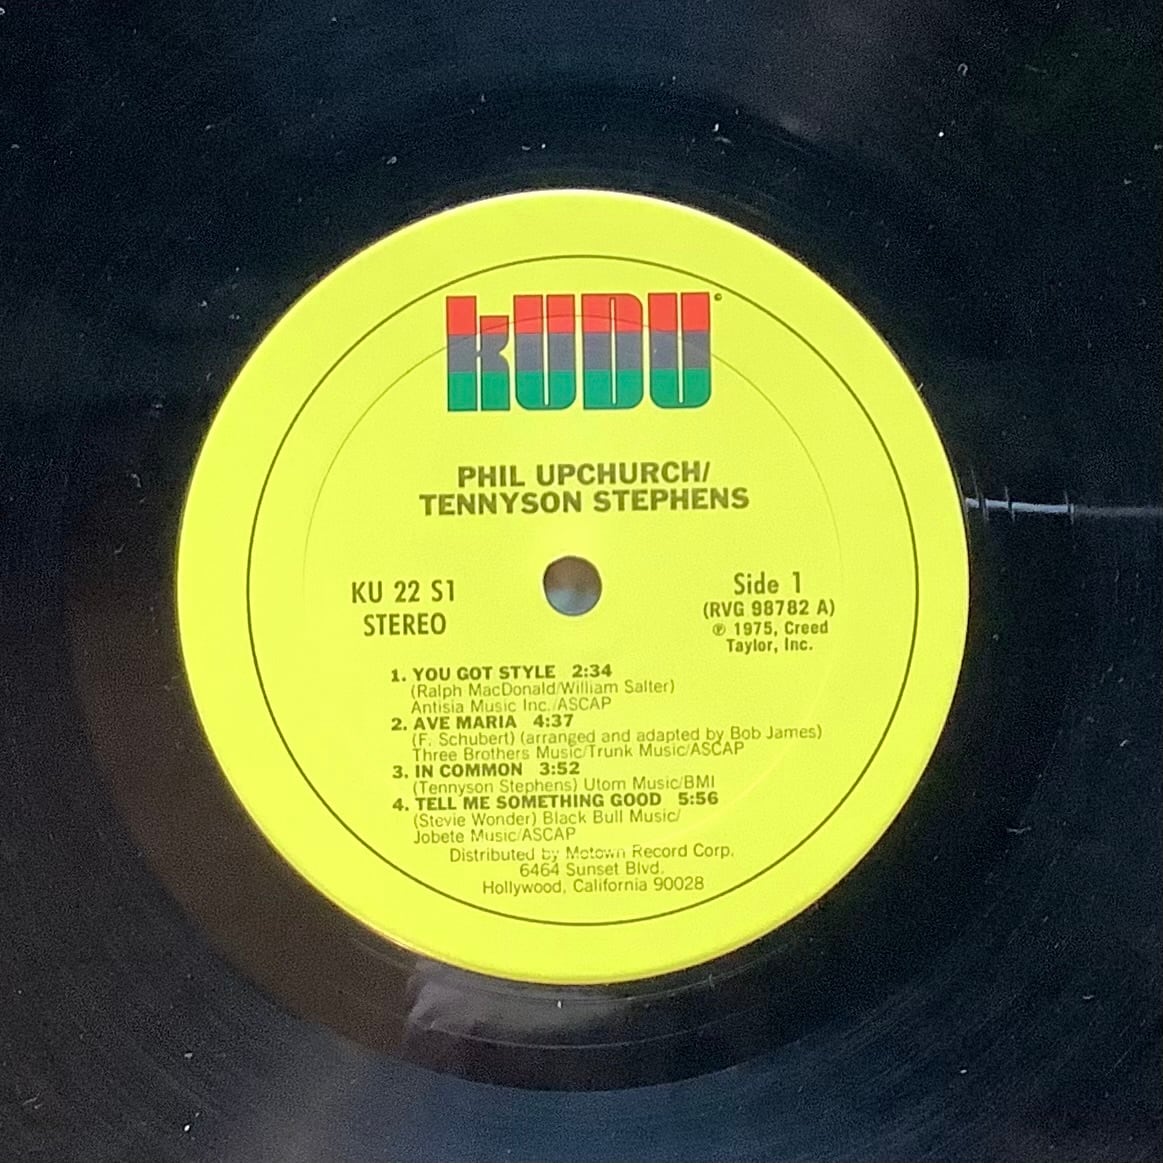 kUDU
PHIL UPCHURCH/
TENNYSON STEPHENS
KU 22 S1
STEREO
Side 1
(RVG 98782 A)
℗ 1975, Creed
Taylor, Inc.
1. YOU GOT STYLE 2:34
(Ralph MacDonald/William Salter)
Antisia Music Inc./ASCAP
2. AVE MARIA 4:37
(F. Schubert) (arranged and adapted by Bob James)
Three Brothers Music/Trunk Music/ASCAP
3. IN COMMON 3:52
(Tennyson Stephens) Utom Music/BMI
4. TELL ME SOMETHING GOOD 5:56
(Stevie Wonder) Black Bull Music/
Jobete Music/ASCAP
Distributed by Motown Record Corp.
6464 Sunset Blvd.
Hollywood, California 90028